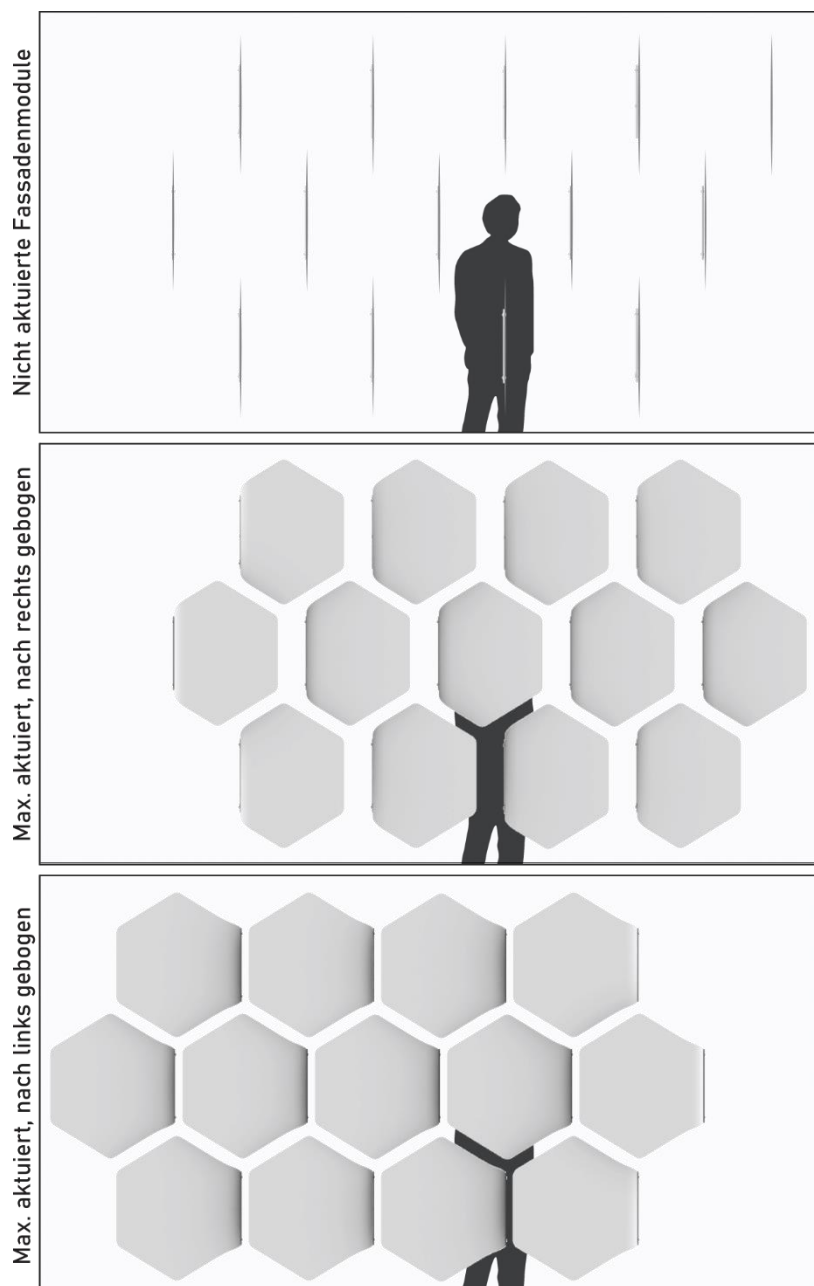 Nicht aktuierte Fassadenmodule
Max. aktuiert, nach rechts gebogen
Max. aktuiert, nach links gebogen